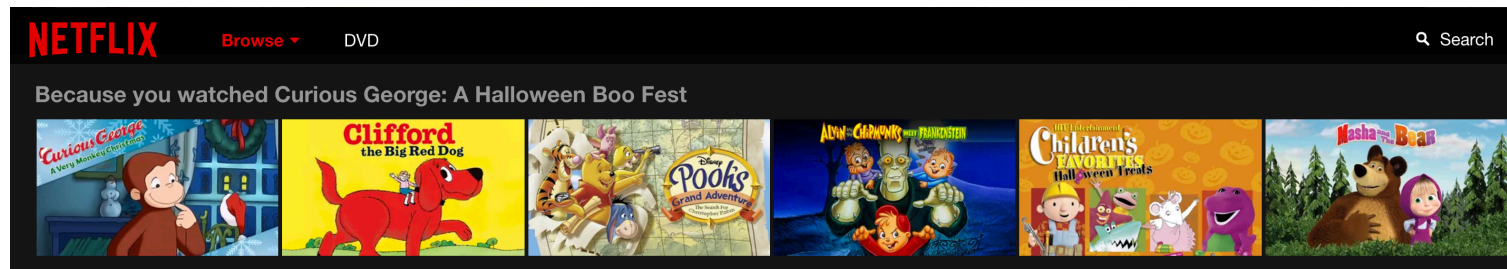 NETFLIX
Browse
DVD
Search
Because you watched Curious George: A Halloween Boo Fest
Curious George
A Very Monkey Christmas
Clifford
the Big Red Dog
Disney
Pooh's
Grand Adventure
The Search For
Christopher Robin
ALVIN AND THE CHIPMUNKS MEET FRANKENSTEIN
HIT Entertainment
Children's
FAVORITES
Halloween Treats
Masha and The Bear